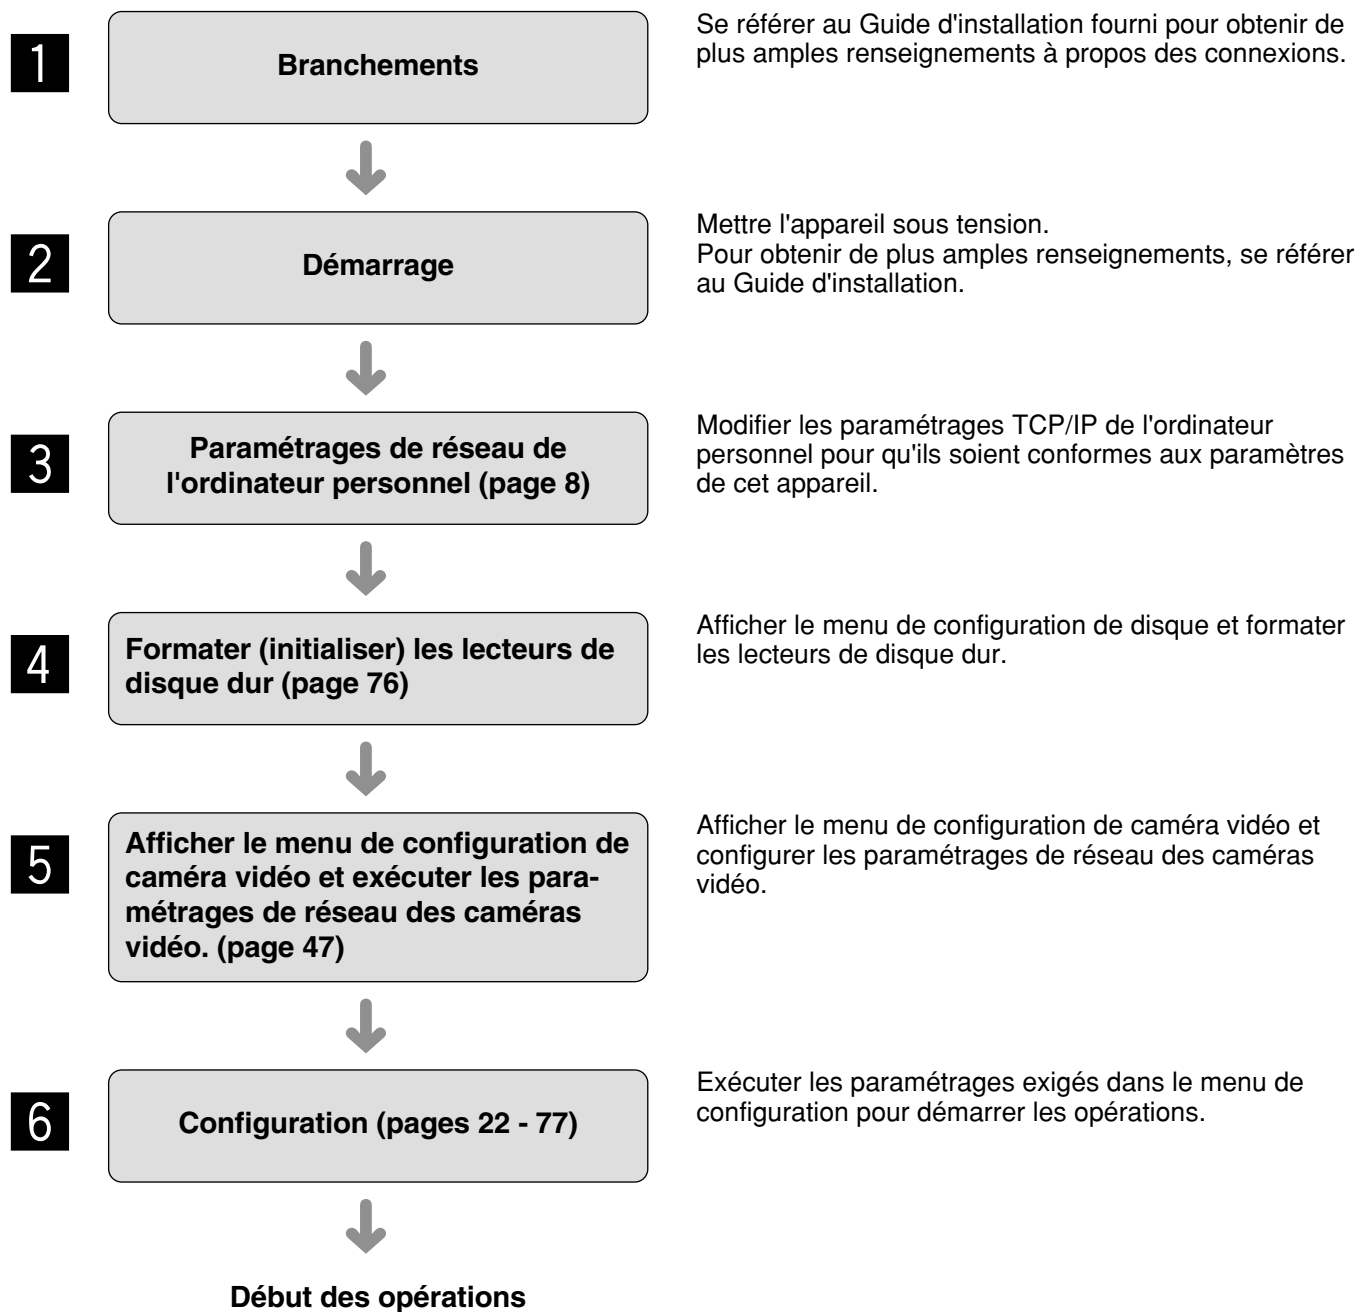 1
Branchements
Se référer au Guide d'installation fourni pour obtenir de
plus amples renseignements à propos des connexions.
2
Démarrage
Mettre l'appareil sous tension.
Pour obtenir de plus amples renseignements, se référer
au Guide d'installation.
3
Paramétrages de réseau de
l'ordinateur personnel (page 8)
Modifier les paramétrages TCP/IP de l'ordinateur
personnel pour qu'ils soient conformes aux paramètres
de cet appareil.
4
Formater (initialiser) les lecteurs de
disque dur (page 76)
Afficher le menu de configuration de disque et formater
les lecteurs de disque dur.
5
Afficher le menu de configuration de
caméra vidéo et exécuter les para-
métrages de réseau des caméras
vidéo. (page 47)
Afficher le menu de configuration de caméra vidéo et
configurer les paramétrages de réseau des caméras
vidéo.
6
Configuration (pages 22 - 77)
Exécuter les paramétrages exigés dans le menu de
configuration pour démarrer les opérations.
Début des opérations